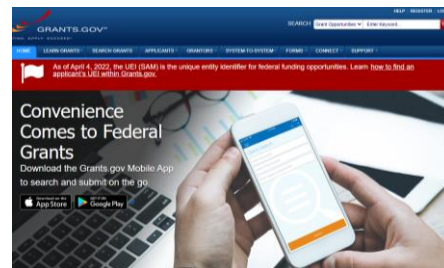 HELP | REGISTER
GRANTS.GOV
FIND. APPLY. SUCCEED.
SEARCH: Grant Opportunities Enter Keyword
HOME LEARN GRANTS SEARCH GRANTS APPLICANTS GRANTORS SYSTEM-TO-SYSTEM FORMS CONNECT SUPPORT
As of April 4, 2022, the UEI (SAM) is the unique entity identifier for federal funding opportunities. Learn how to find an
applicant's UEI within Grants.gov.
Convenience
Comes to Federal
Grants
Download the Grants.gov Mobile App
to search and submit on the go
Download on the App Store GET IT ON Google Play